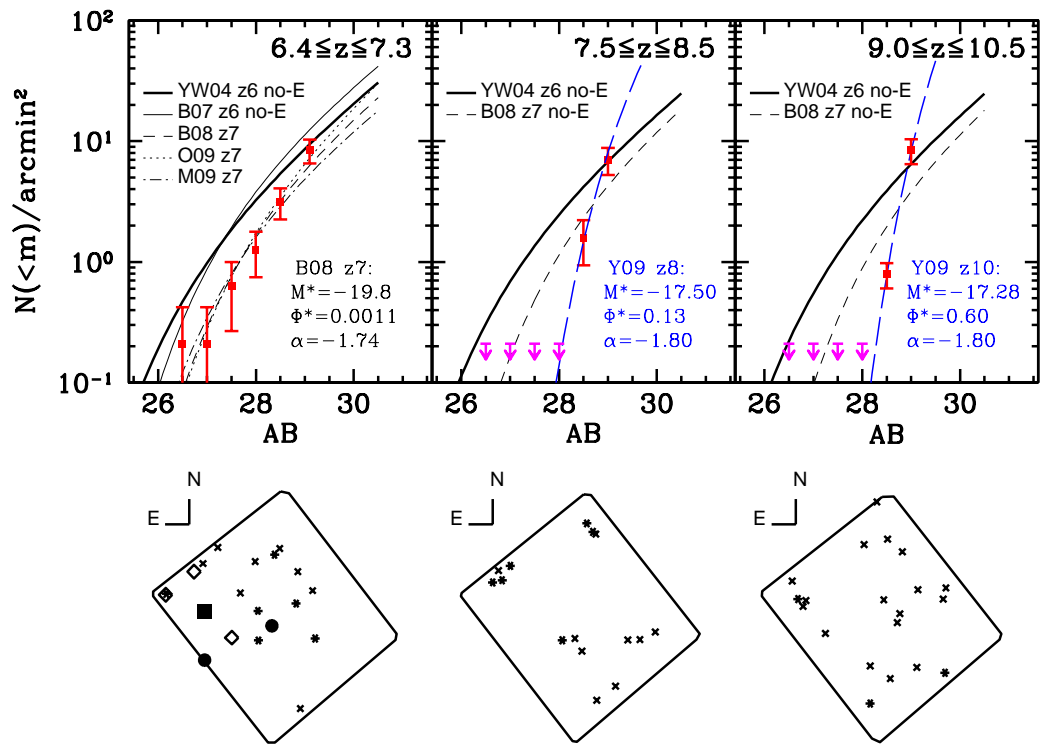 N(<m)/arcmin²
10²
10¹
10⁰
10⁻¹
6.4≤z≤7.3
YW04 z6 no-E
B07 z6 no-E
B08 z7
O09 z7
M09 z7
B08 z7:
M*=−19.8
Φ*=0.0011
α=−1.74
26 28 30
AB
7.5≤z≤8.5
YW04 z6 no-E
B08 z7 no-E
Y09 z8:
M*=−17.50
Φ*=0.13
α=−1.80
26 28 30
AB
9.0≤z≤10.5
YW04 z6 no-E
B08 z7 no-E
Y09 z10:
M*=−17.28
Φ*=0.60
α=−1.80
26 28 30
AB
N
E
N
E
N
E